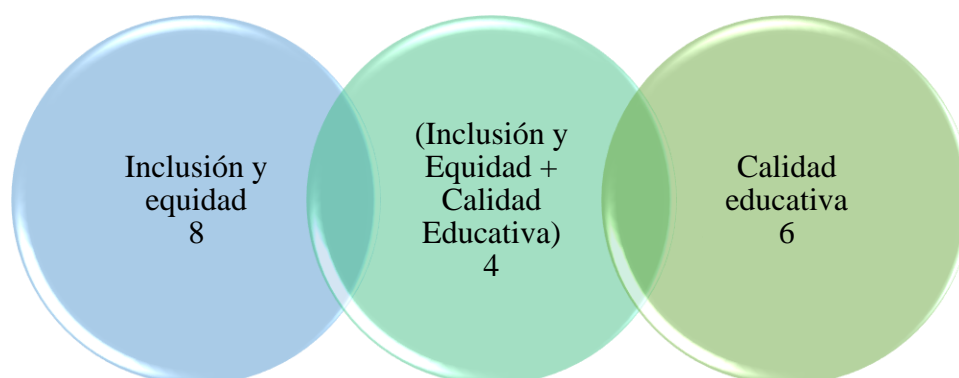 Inclusión y
equidad
8
(Inclusión y
Equidad +
Calidad
Educativa)
4
Calidad
educativa
6